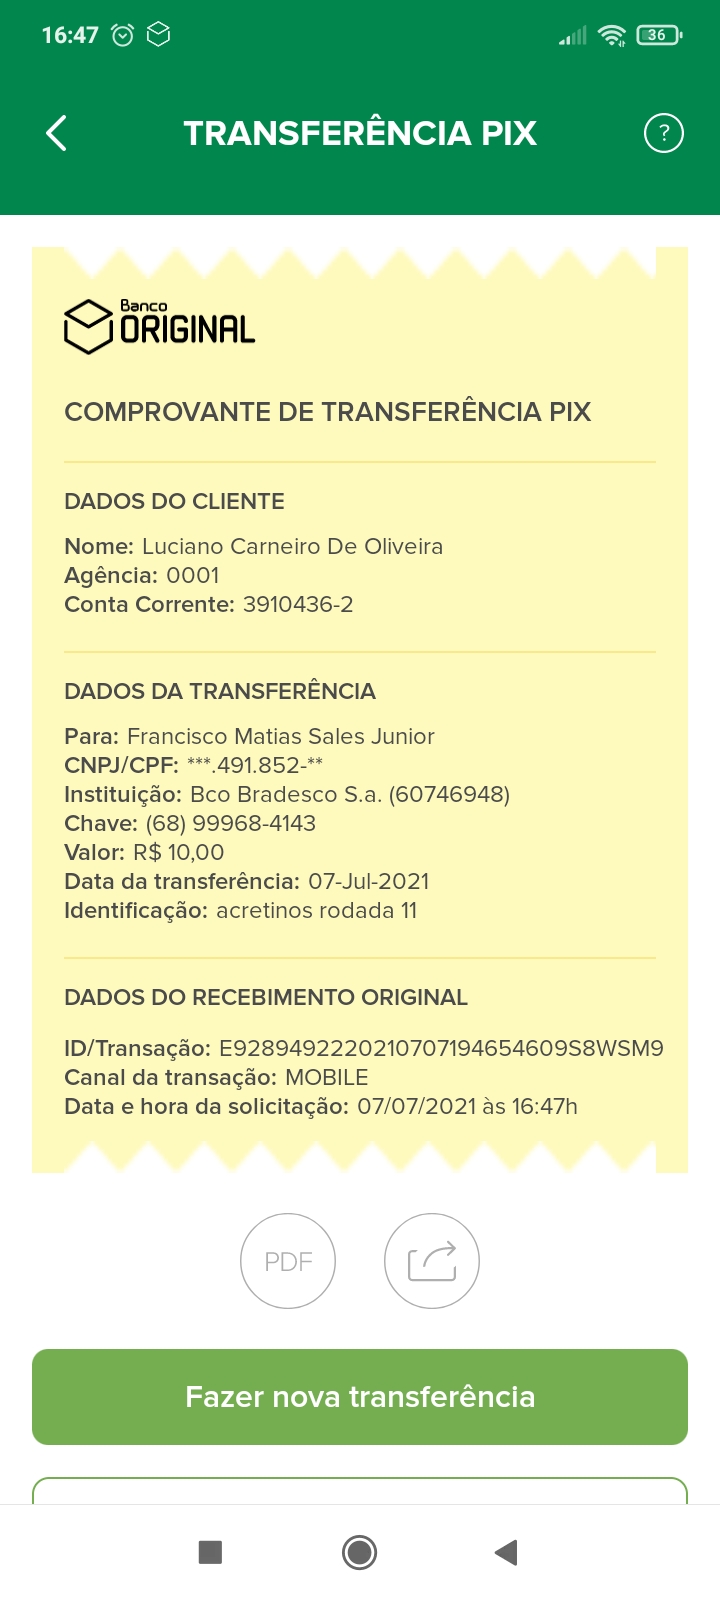 16:47
36
TRANSFERÊNCIA PIX
?
Banco
ORIGINAL
COMPROVANTE DE TRANSFERÊNCIA PIX
DADOS DO CLIENTE
Nome: Luciano Carneiro De Oliveira
Agência: 0001
Conta Corrente: 3910436-2
DADOS DA TRANSFERÊNCIA
Para: Francisco Matias Sales Junior
CNPJ/CPF: ***.491.852-**
Instituição: Bco Bradesco S.a. (60746948)
Chave: (68) 99968-4143
Valor: R$ 10,00
Data da transferência: 07-Jul-2021
Identificação: acretinos rodada 11
DADOS DO RECEBIMENTO ORIGINAL
ID/Transação: E9289492220210707194654609S8WSM9
Canal da transação: MOBILE
Data e hora da solicitação: 07/07/2021 às 16:47h
PDF
Fazer nova transferência